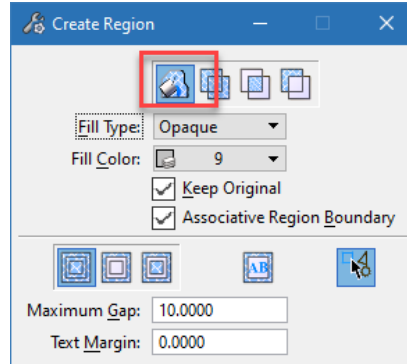 Create Region
Fill Type: Opaque
Fill Color: 9
Keep Original
Associative Region Boundary
AB
Maximum Gap: 10.0000
Text Margin: 0.0000